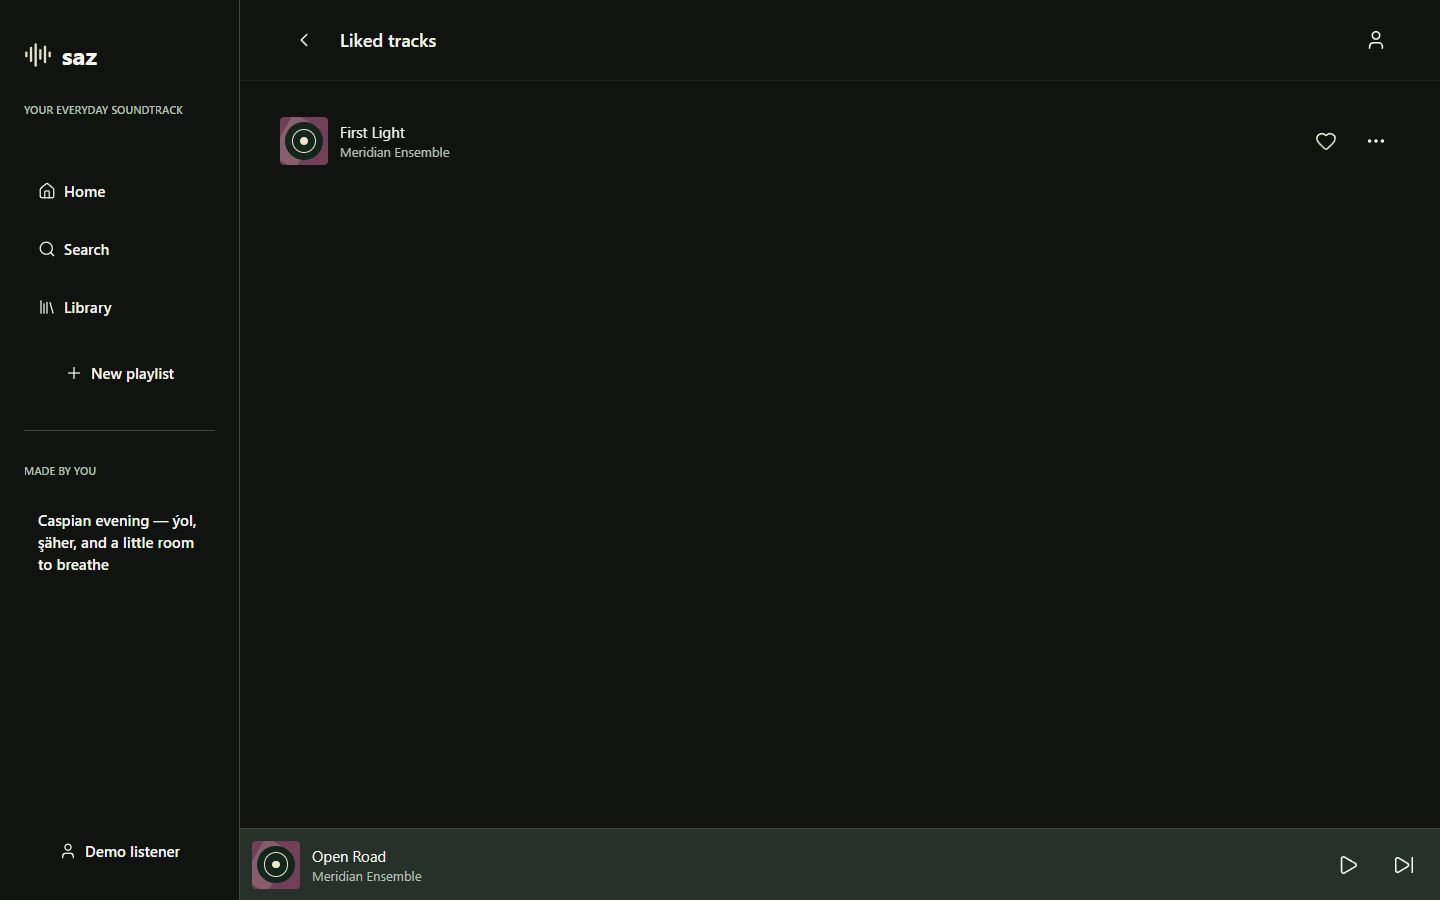 saz
YOUR EVERYDAY SOUNDTRACK
Home
Search
Library
New playlist
MADE BY YOU
Caspian evening — ýol,
şäher, and a little room
to breathe
Demo listener
Liked tracks
First Light
Meridian Ensemble
Open Road
Meridian Ensemble